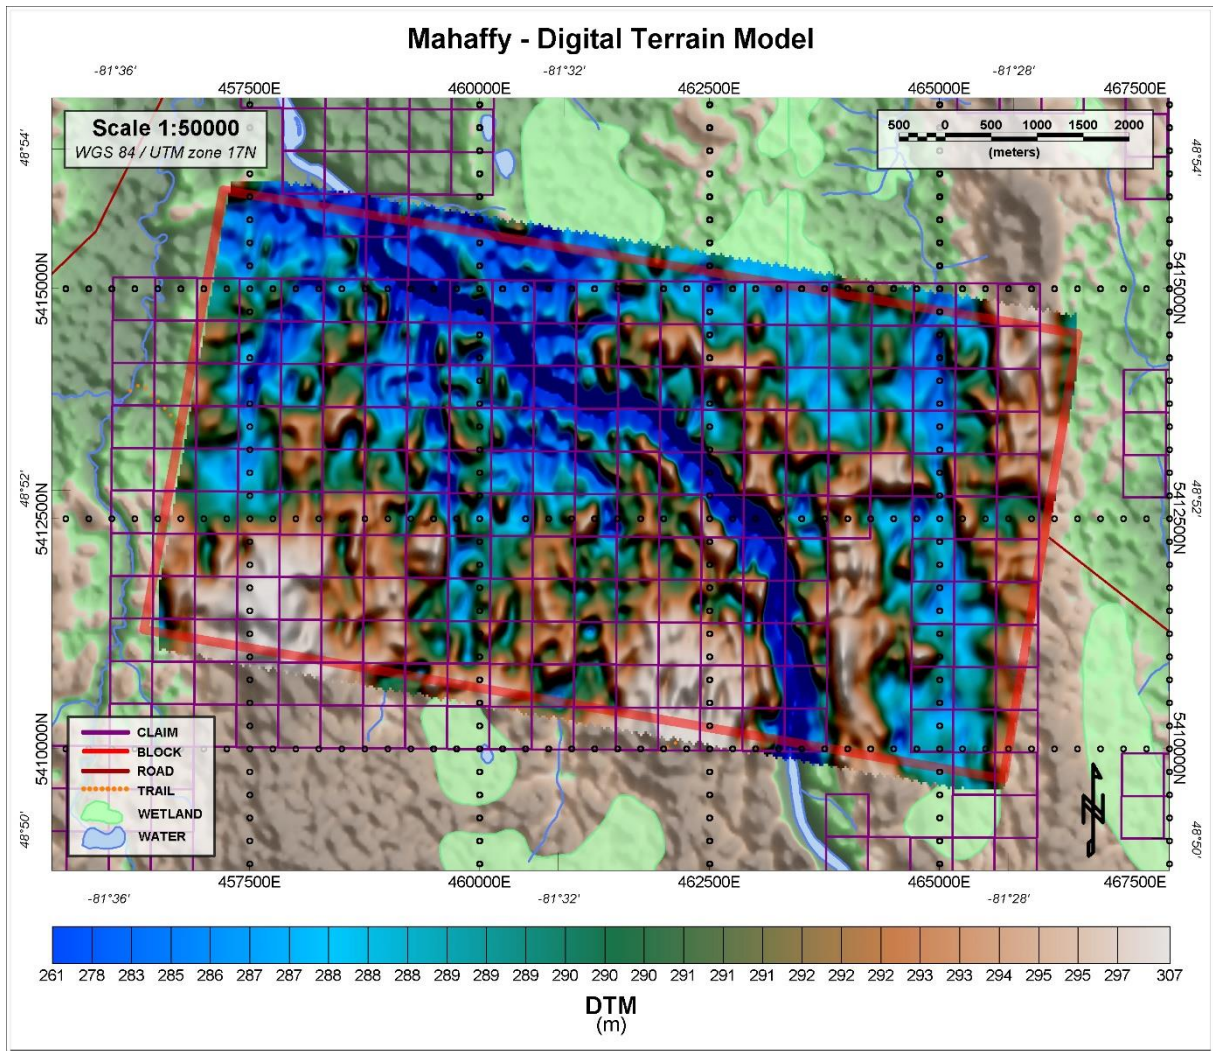 Mahaffy - Digital Terrain Model
-81°36' -81°32' -81°28'
457500E 460000E 462500E 465000E 467500E
Scale 1:50000
WGS 84 / UTM zone 17N
500 0 500 1000 1500 2000
(meters)
48°54' 48°54'
5415000N 5415000N
48°52' 48°52'
5412500N 5412500N
5410000N 5410000N
CLAIM
BLOCK
ROAD
TRAIL
WETLAND
WATER
48°50' 48°50'
457500E 460000E 462500E 465000E 467500E
-81°36' -81°32' -81°28'
261 278 283 285 286 287 287 288 288 289 289 289 290 290 290 291 291 291 292 292 292 293 293 294 295 295 297 307
DTM
(m)